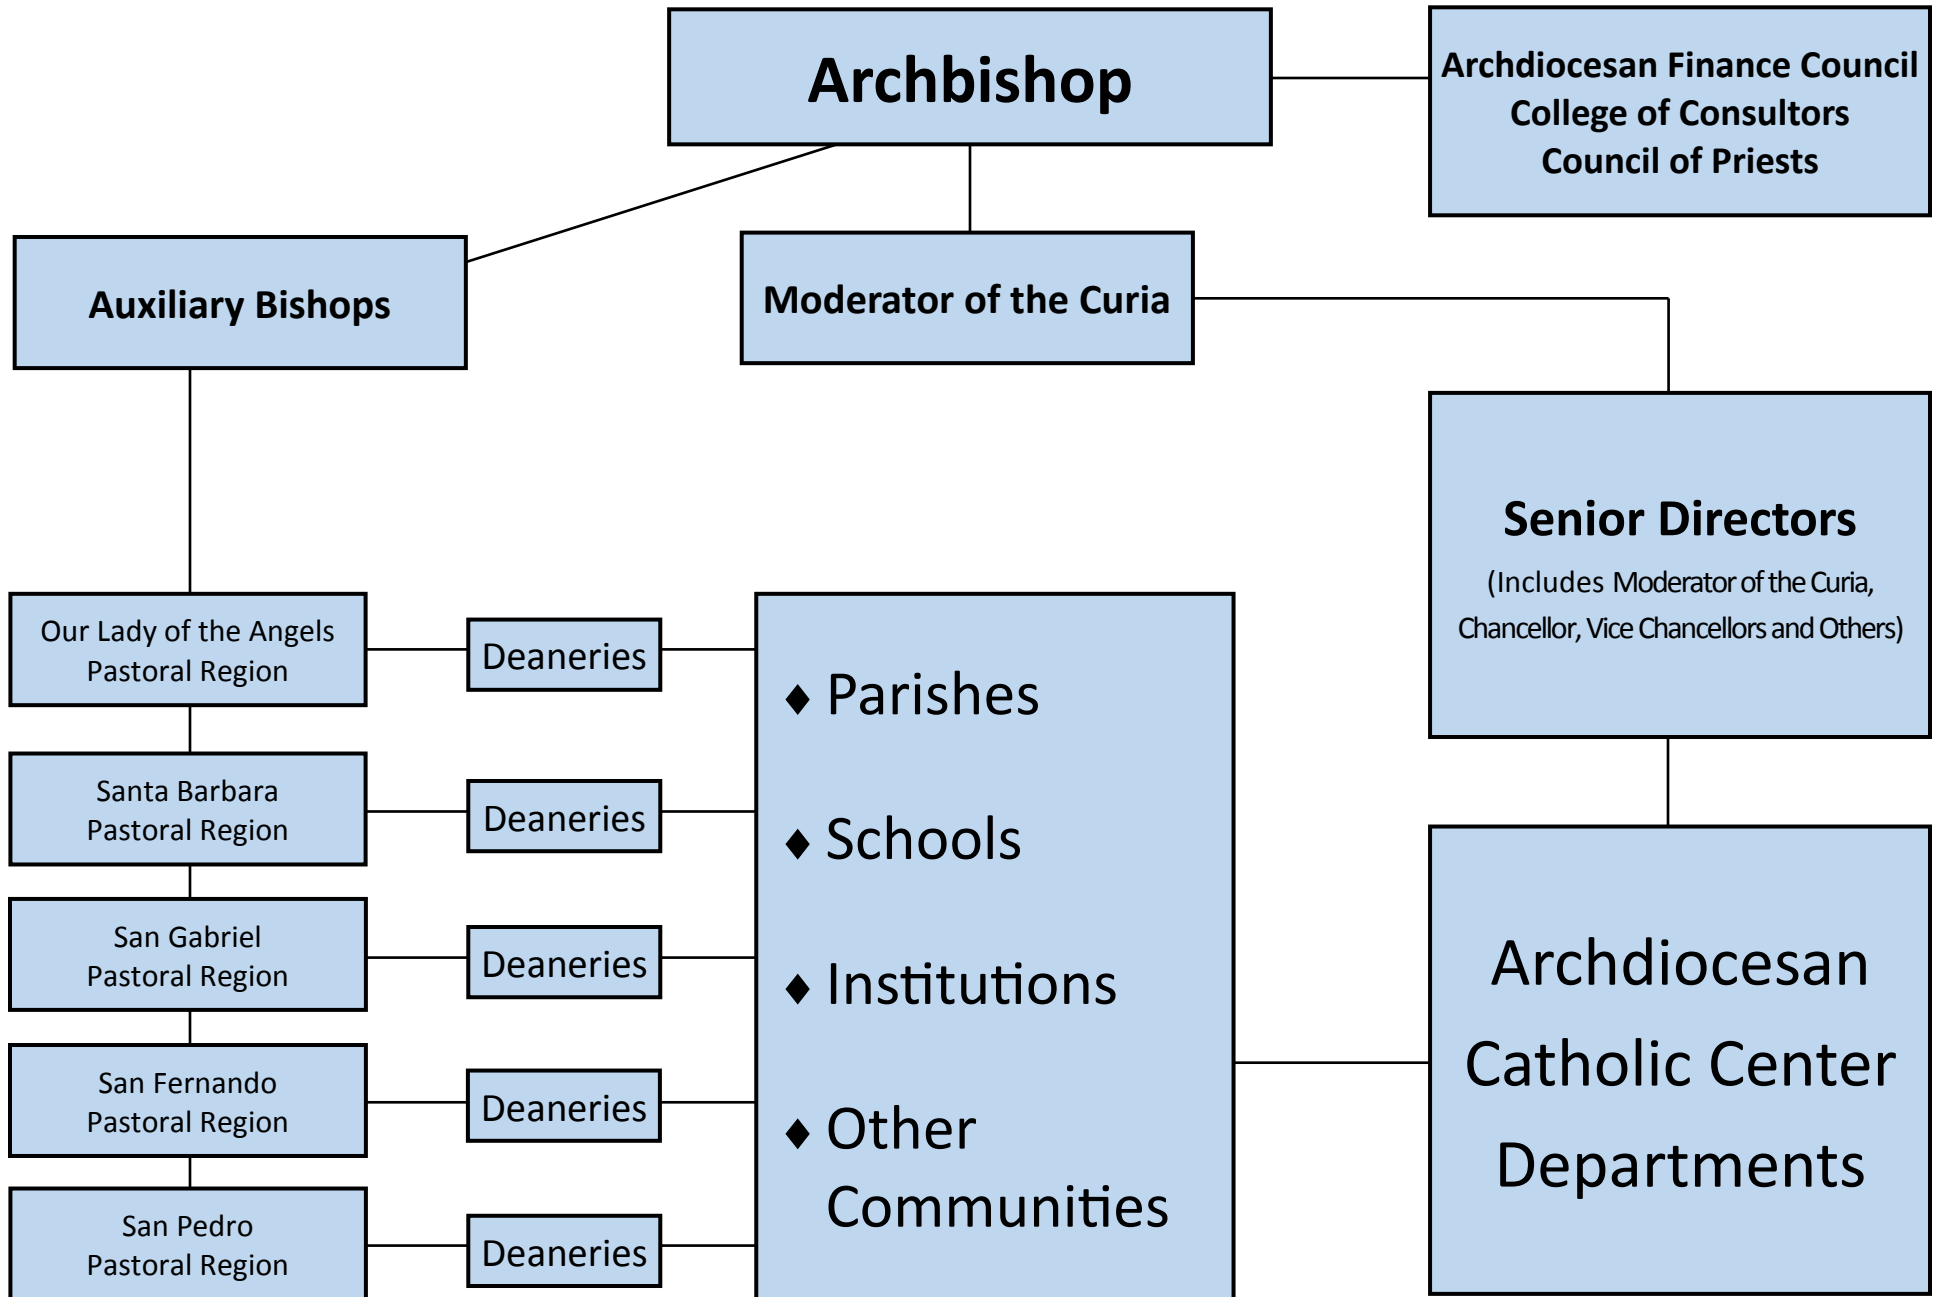 Archbishop
Archdiocesan Finance Council
College of Consultors
Council of Priests
Auxiliary Bishops
Moderator of the Curia
Senior Directors
(Includes Moderator of the Curia,
Chancellor, Vice Chancellors and Others)
Our Lady of the Angels
Pastoral Region
Deaneries
Santa Barbara
Pastoral Region
Deaneries
San Gabriel
Pastoral Region
Deaneries
San Fernando
Pastoral Region
Deaneries
San Pedro
Pastoral Region
Deaneries
♦ Parishes
♦ Schools
♦ Institutions
♦ Other
Communities
Archdiocesan
Catholic Center
Departments